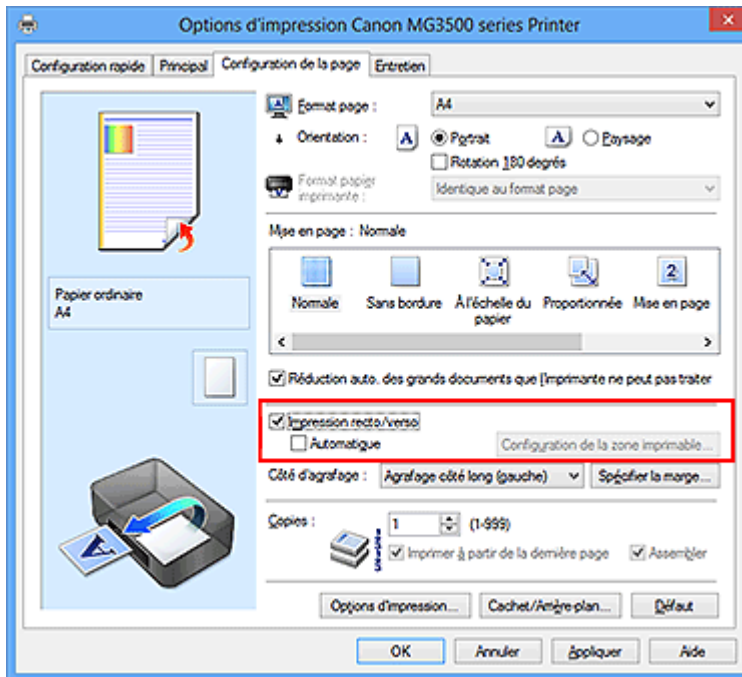 Options d'impression Canon MG3500 series Printer
Configuration rapide Principal Configuration de la page Entretien
Format page : A4
Orientation : A Portrait A Paysage
Rotation 180 degrés
Format papier
imprimante : Identique au format page
Mise en page : Normale
2
Normale Sans bordure À l'échelle du papier Proportionnée Mise en page
Papier ordinaire
A4
Réduction auto. des grands documents que l'imprimante ne peut pas traiter
Impression recto/verso
Automatique Configuration de la zone imprimable...
Côté d'agrafage : Agrafage côté long (gauche) Spécifier la marge...
Copies : 1 (1-999)
Imprimer à partir de la dernière page Assembler
A
Options d'impression... Cachet/Arrière-plan... Défaut
OK Annuler Appliquer Aide